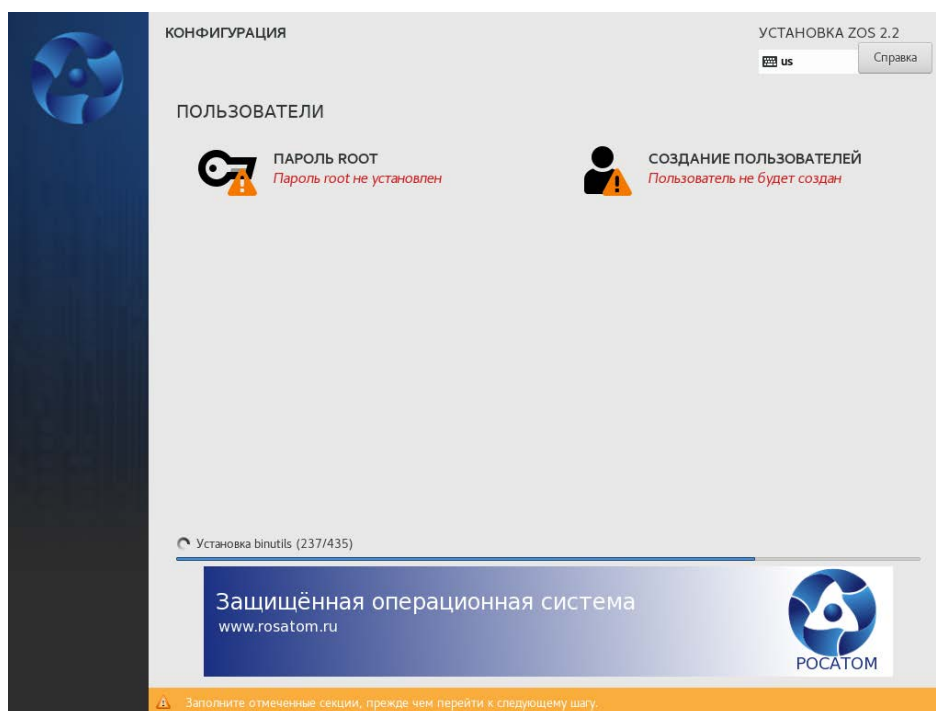 КОНФИГУРАЦИЯ
УСТАНОВКА ZOS 2.2
us
Справка
ПОЛЬЗОВАТЕЛИ
ПАРОЛЬ ROOT
Пароль root не установлен
СОЗДАНИЕ ПОЛЬЗОВАТЕЛЕЙ
Пользователь не будет создан
Установка binutils (237/435)
Защищённая операционная система
www.rosatom.ru
РОСАТОМ
Заполните отмеченные секции, прежде чем перейти к следующему шагу.